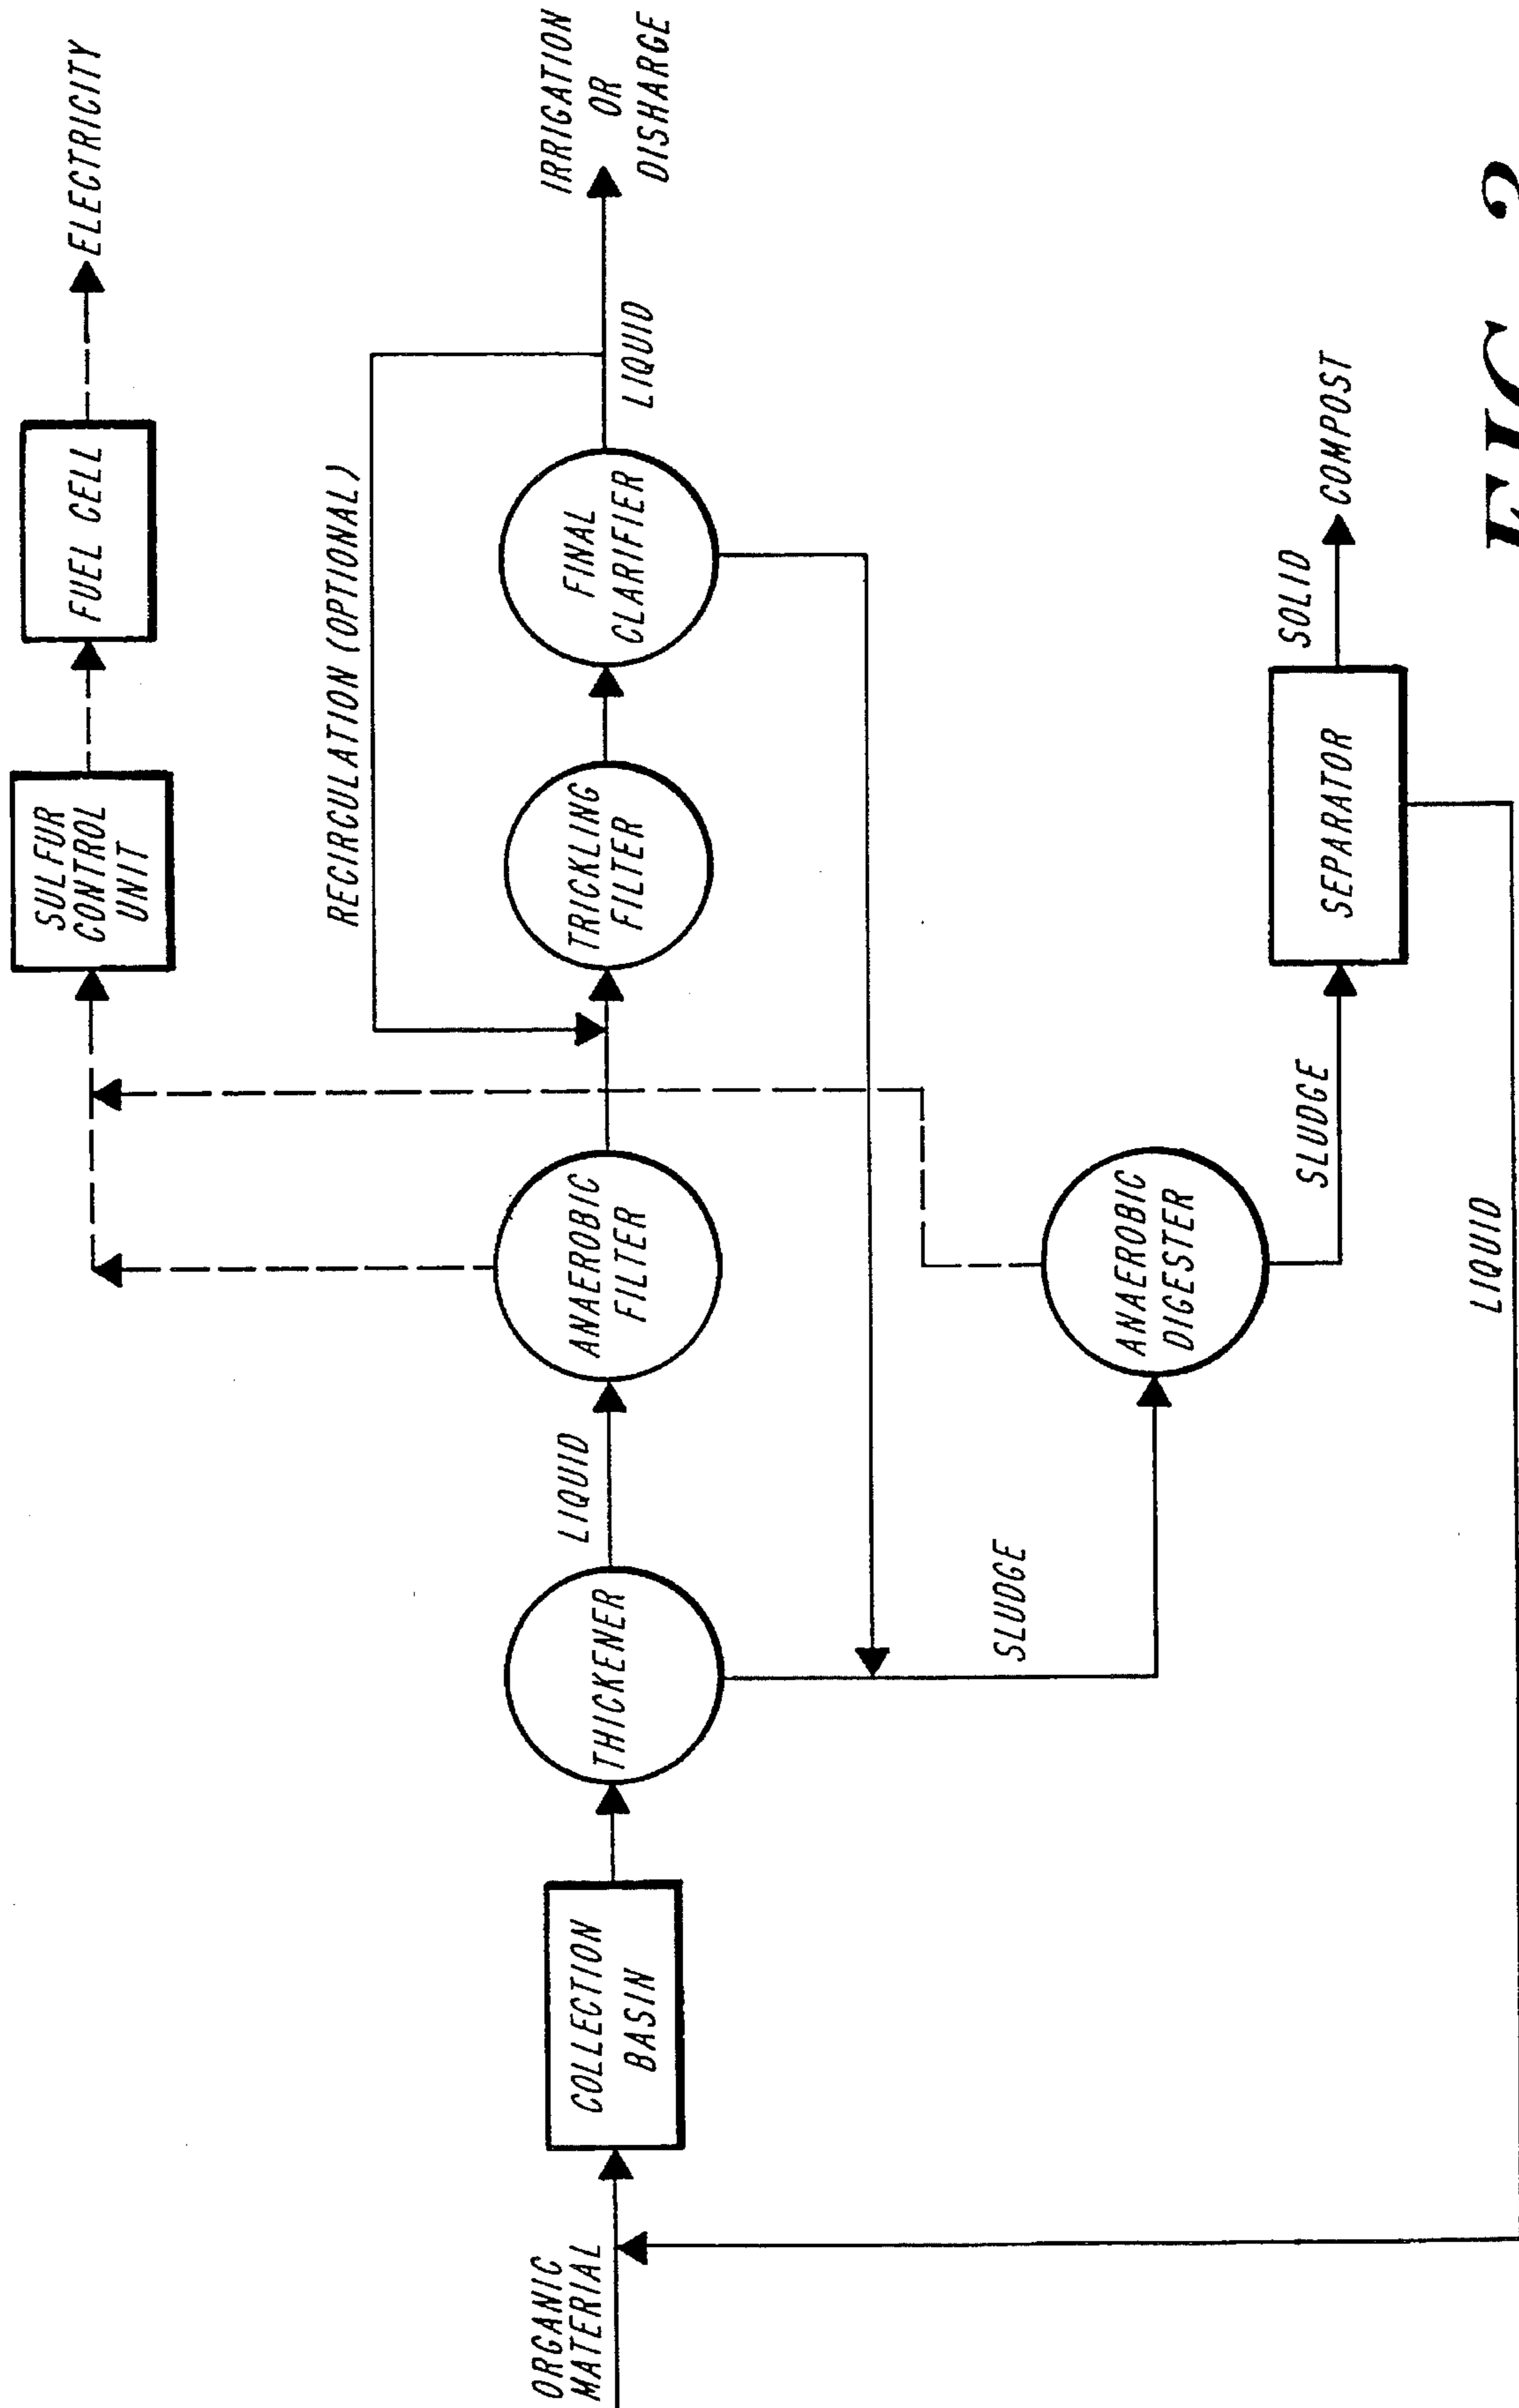 ELECTRICITY
FUEL CELL
SULFUR
CONTROL
UNIT
RECIRCULATION (OPTIONAL)
IRRIGATION
OR
DISHARGE
LIQUID
FINAL
CLARIFIER
TRICKLING
FILTER
ANAEROBIC
FILTER
LIQUID
THICKENER
COLLECTION
BASIN
ORGANIC
MATERIAL
SLUDGE
ANAEROBIC
DIGESTER
SLUDGE
SEPARATOR
SOLID
COMPOST
LIQUID